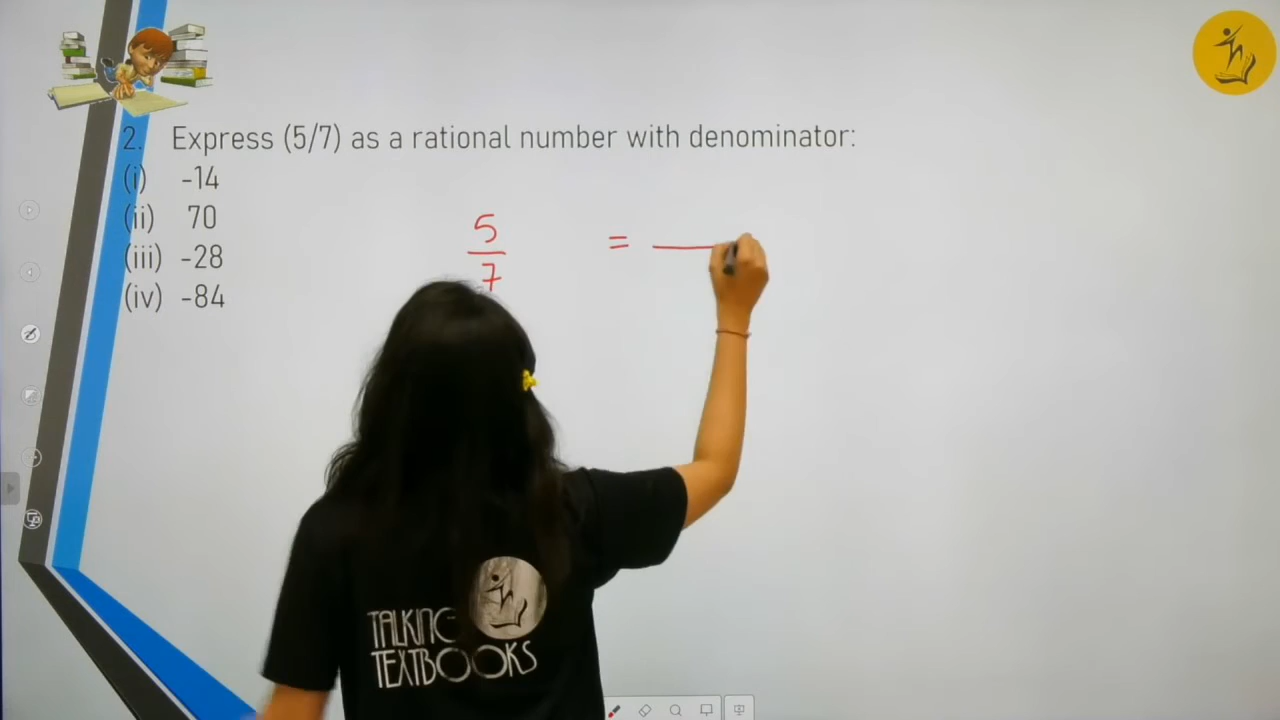 2. Express (5/7) as a rational number with denominator:
(i) -14
(ii) 70
(iii) -28
(iv) -84
5
7
=
TALKING
TEXTBOOKS